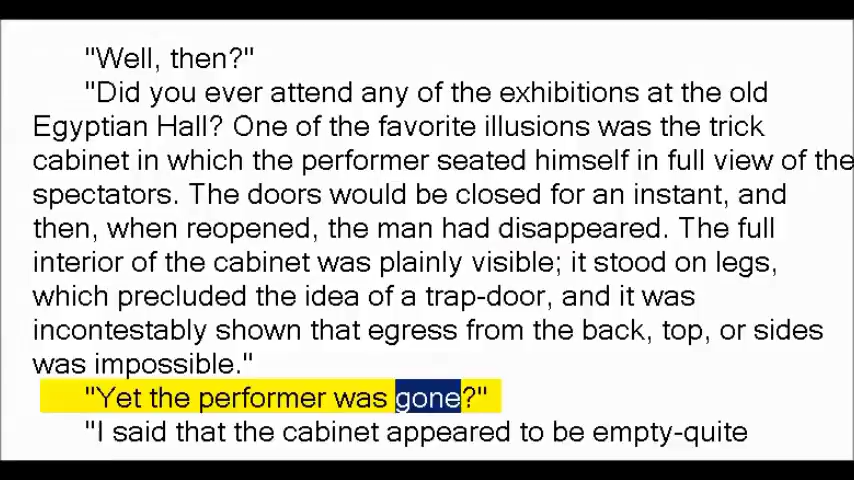 "Well, then?"
"Did you ever attend any of the exhibitions at the old
Egyptian Hall? One of the favorite illusions was the trick
cabinet in which the performer seated himself in full view of the
spectators. The doors would be closed for an instant, and
then, when reopened, the man had disappeared. The full
interior of the cabinet was plainly visible; it stood on legs,
which precluded the idea of a trap-door, and it was
incontestably shown that egress from the back, top, or sides
was impossible."
"Yet the performer was gone?"
"I said that the cabinet appeared to be empty-quite